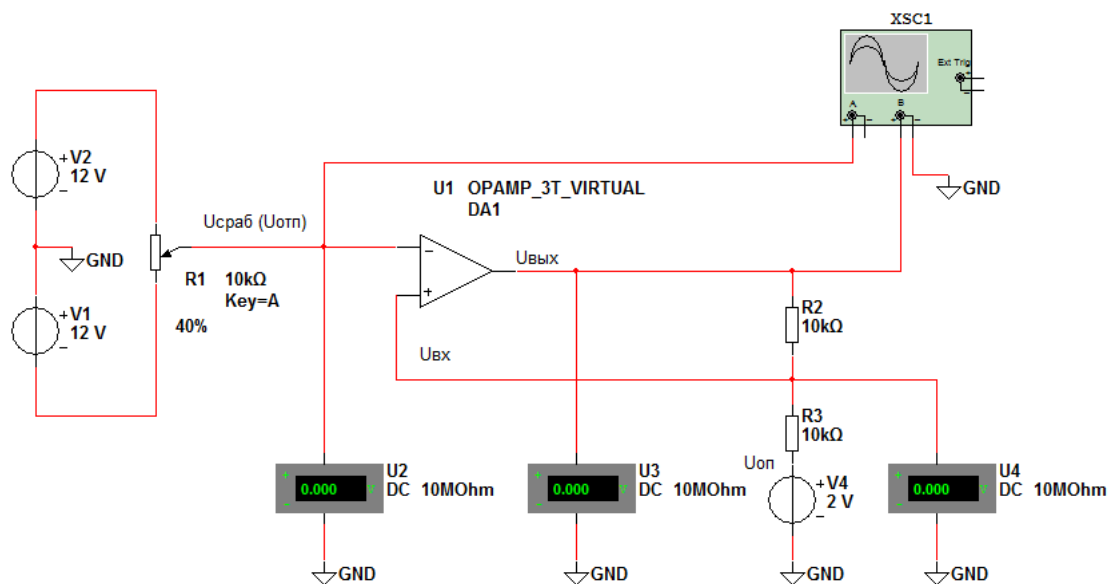 XSC1
Ext Trig
+
−
A
B
+ −
+ −
GND
+ V2
12 V
−
U1 OPAMP_3T_VIRTUAL
DA1
Uсраб (Uотп)
−
+
Uвых
GND
R1 10kΩ
Key=A
40%
+ V1
12 V
−
Uвх
R2
10kΩ
R3
10kΩ
Uоп
+ V4
2 V
−
+
0.000 V
−
U2
DC 10MOhm
+
0.000 V
−
U3
DC 10MOhm
+
0.000 V
−
U4
DC 10MOhm
GND
GND
GND
GND